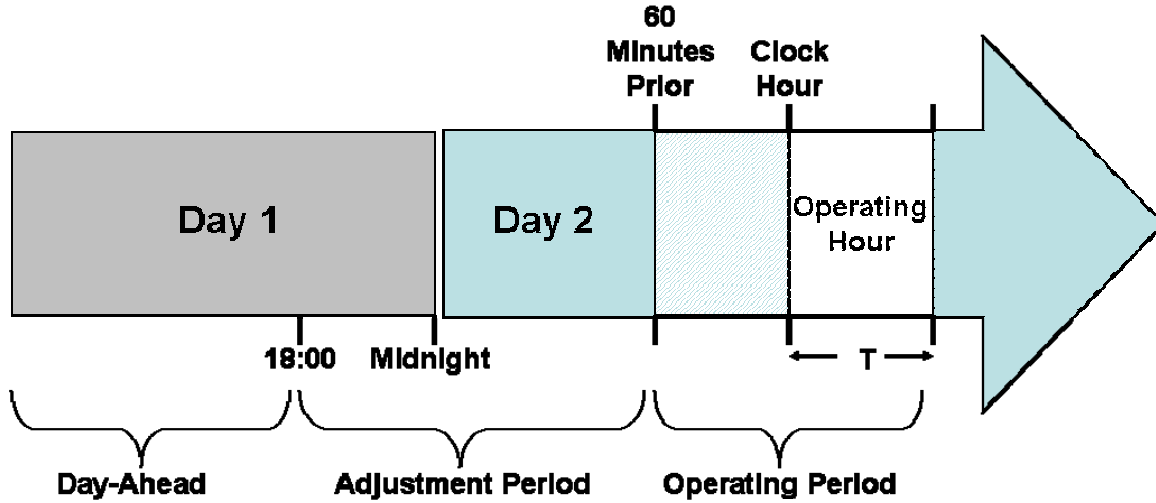 60
Minutes
Prior
Clock
Hour
Day 1
Day 2
Operating
Hour
18:00
Midnight
T
Day-Ahead
Adjustment Period
Operating Period